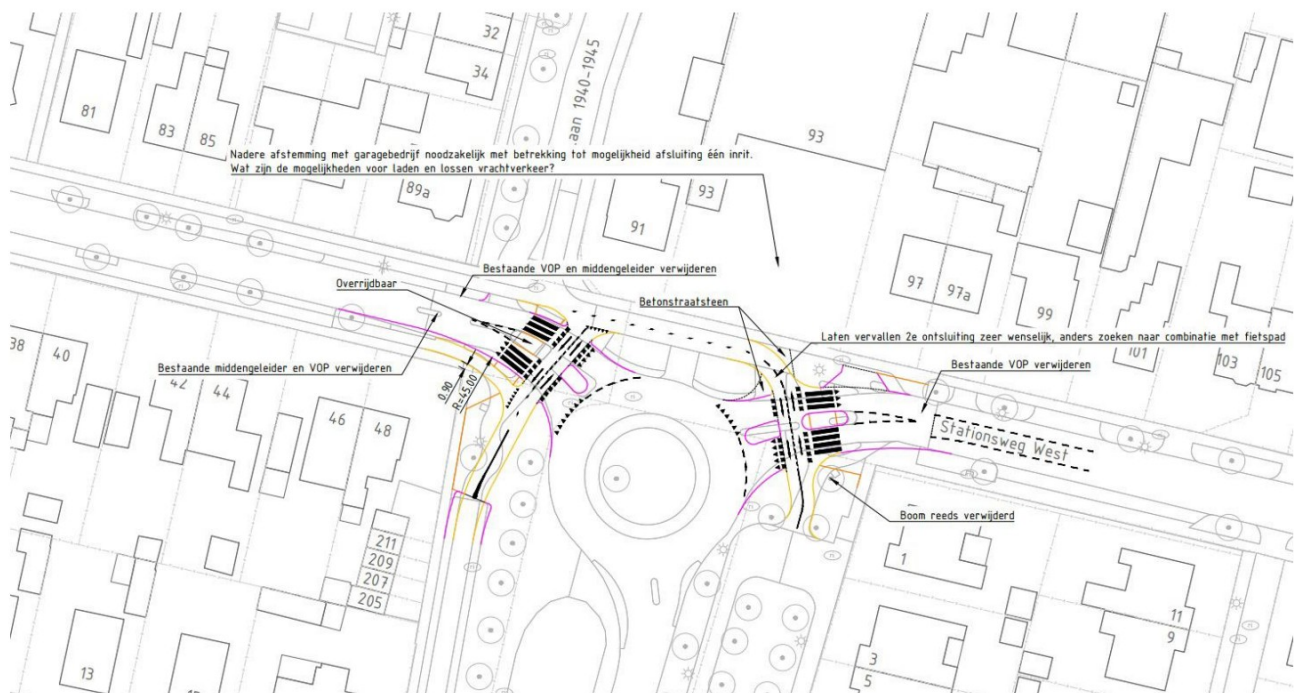 32
34
laan 1940-1945
81
83
85
93
Nadere afstemming met garagebedrijf noodzakelijk met betrekking tot mogelijkheid afsluiting één inrit.
Wat zijn de mogelijkheden voor laden en lossen vrachtverkeer?
89a
93
91
Bestaande VOP en middengeleider verwijderen
Overrijdbaar
Betonstraatsteen
97
97a
99
Laten vervallen 2e ontsluiting zeer wenselijk, anders zoeken naar combinatie met fietspad
101
103
105
38
40
Bestaande middengeleider en VOP verwijderen
Bestaande VOP verwijderen
42
44
0.90
R=45.00
46
48
Stationsweg West
Boom reeds verwijderd
211
209
207
205
1
11
9
13
3
5